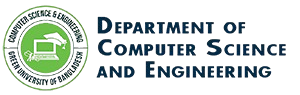 COMPUTER SCIENCE & ENGINEERING
GREEN UNIVERSITY OF BANGLADESH
DEPARTMENT OF
COMPUTER SCIENCE
AND ENGINEERING